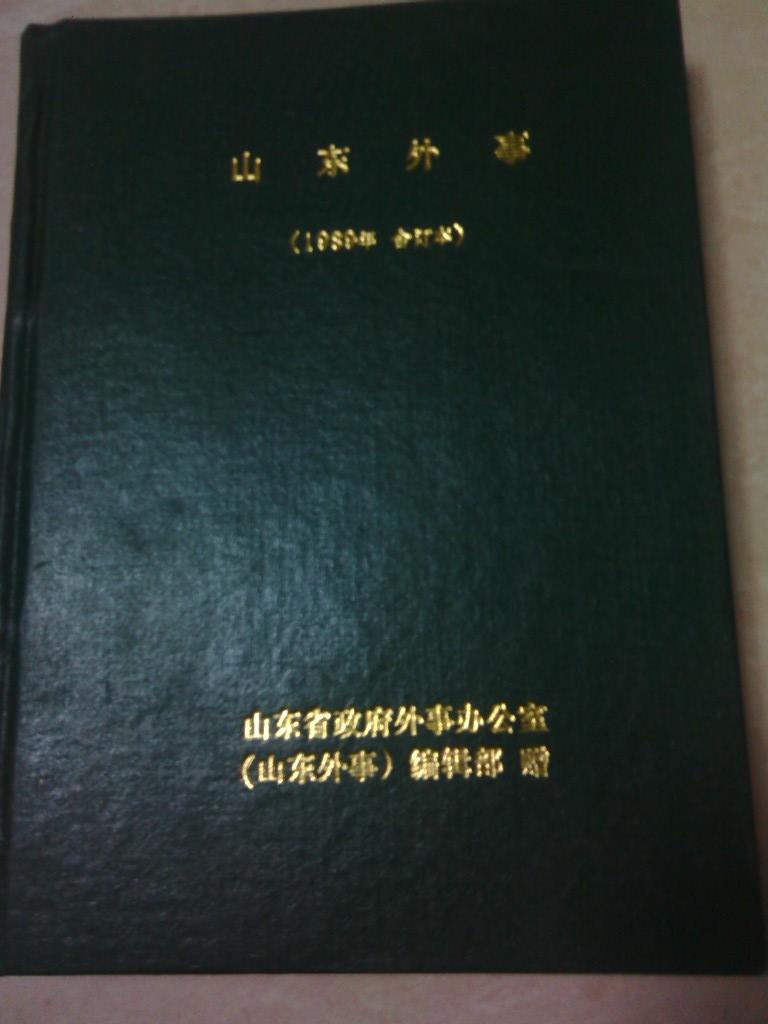 山东外事
(1989年 合订本)
山东省政府外事办公室
(山东外事) 编辑部 赠